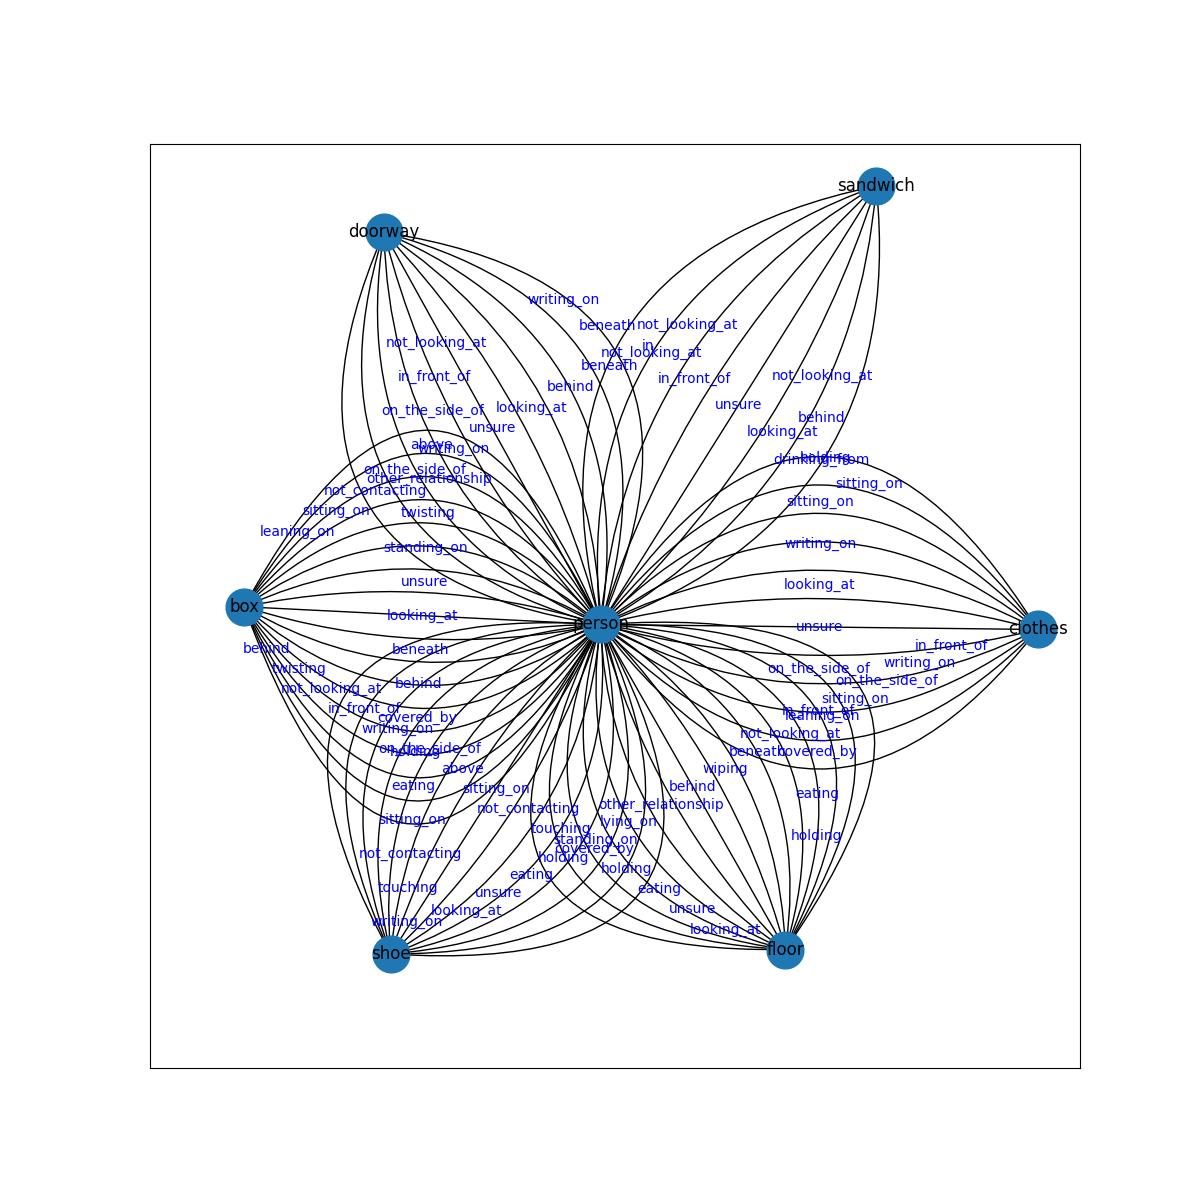 sandwich
doorway
writing_on
beneath
not_looking_at
not_looking_at
in
not_looking_at
beneath
in_front_of
in_front_of
not_looking_at
behind
on_the_side_of
looking_at
unsure
behind
unsure
looking_at
above
writing_on
holding
drinking_from
on_the_side_of
other_relationship
sitting_on
not_contacting
sitting_on
sitting_on
twisting
leaning_on
standing_on
writing_on
unsure
looking_at
box
looking_at
person
unsure
clothes
behind
beneath
in_front_of
twisting
writing_on
on_the_side_of
not_looking_at
behind
on_the_side_of
sitting_on
in_front_of
covered_by
in_front_of
leaning_on
writing_on
not_looking_at
on_the_side_of
holding
beneath
covered_by
above
wiping
eating
sitting_on
behind
eating
not_contacting
other_relationship
sitting_on
touching
lying_on
holding
standing_on
covered_by
not_contacting
holding
holding
eating
touching
unsure
eating
looking_at
unsure
writing_on
looking_at
shoe
floor